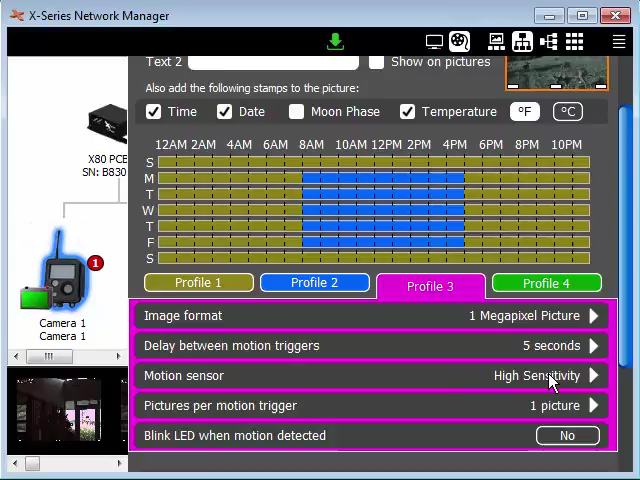 X-Series Network Manager
Text 2 Show on pictures
Also add the following stamps to the picture:
Time Date Moon Phase Temperature °F °C
12AM 2AM 4AM 6AM 8AM 10AM 12PM 2PM 4PM 6PM 8PM 10PM
S
M
T
W
T
F
S
X80 PCB
SN: B830
1
Camera 1
Camera 1
Profile 1 Profile 2 Profile 3 Profile 4
Image format 1 Megapixel Picture
Delay between motion triggers 5 seconds
Motion sensor High Sensitivity
Pictures per motion trigger 1 picture
Blink LED when motion detected No